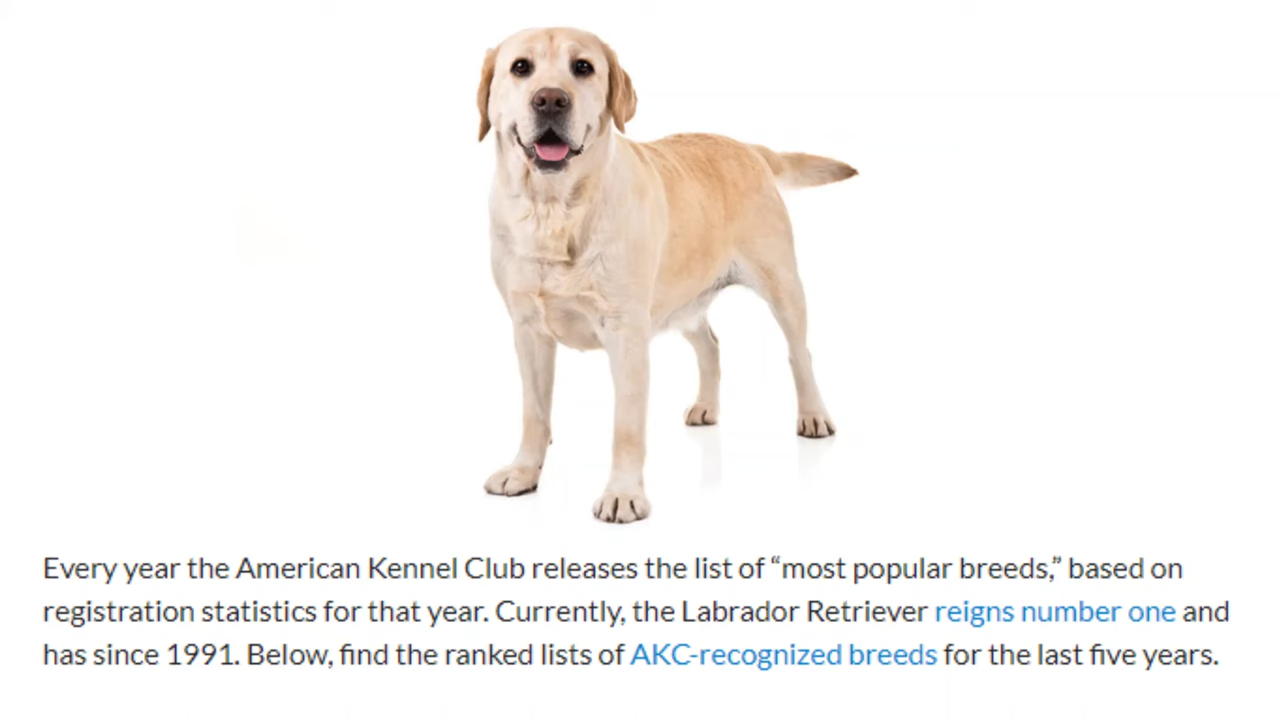 Every year the American Kennel Club releases the list of “most popular breeds,” based on
registration statistics for that year. Currently, the Labrador Retriever reigns number one and
has since 1991. Below, find the ranked lists of AKC-recognized breeds for the last five years.